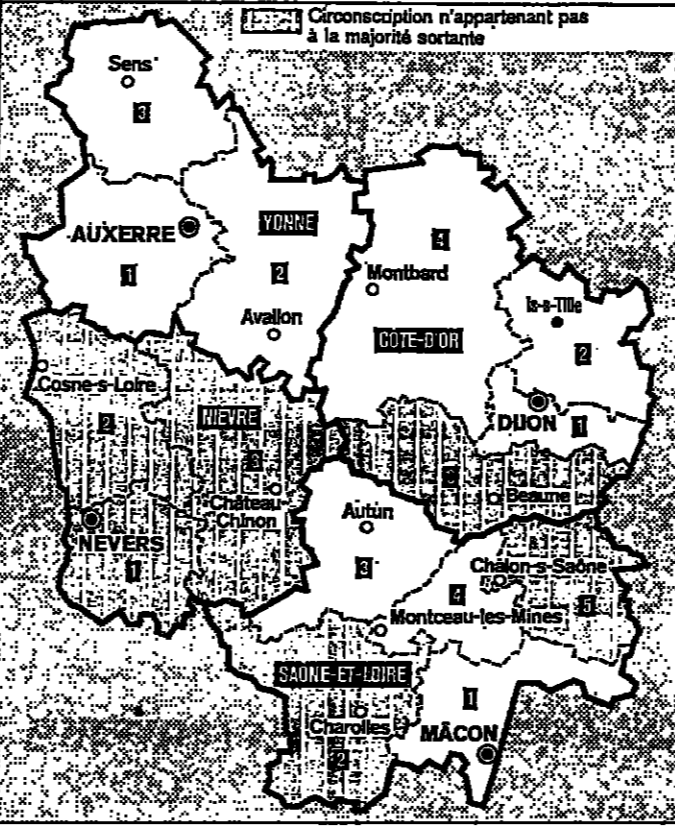 Circonscription n'appartenant pas
à la majorité sortante
Sens
3
AUXERRE
1
YONNE
2
Avallon
4
Montbard
CÔTE-D'OR
Is-s-Tille
2
DIJON
1
Cosne-s-Loire
2
NIÈVRE
3
Château
Chinon
NEVERS
1
Beaune
Autun
3
Chalon-s-Saône
4
5
Montceau-les-Mines
SAÔNE-ET-LOIRE
1
Charolles
2
MÂCON